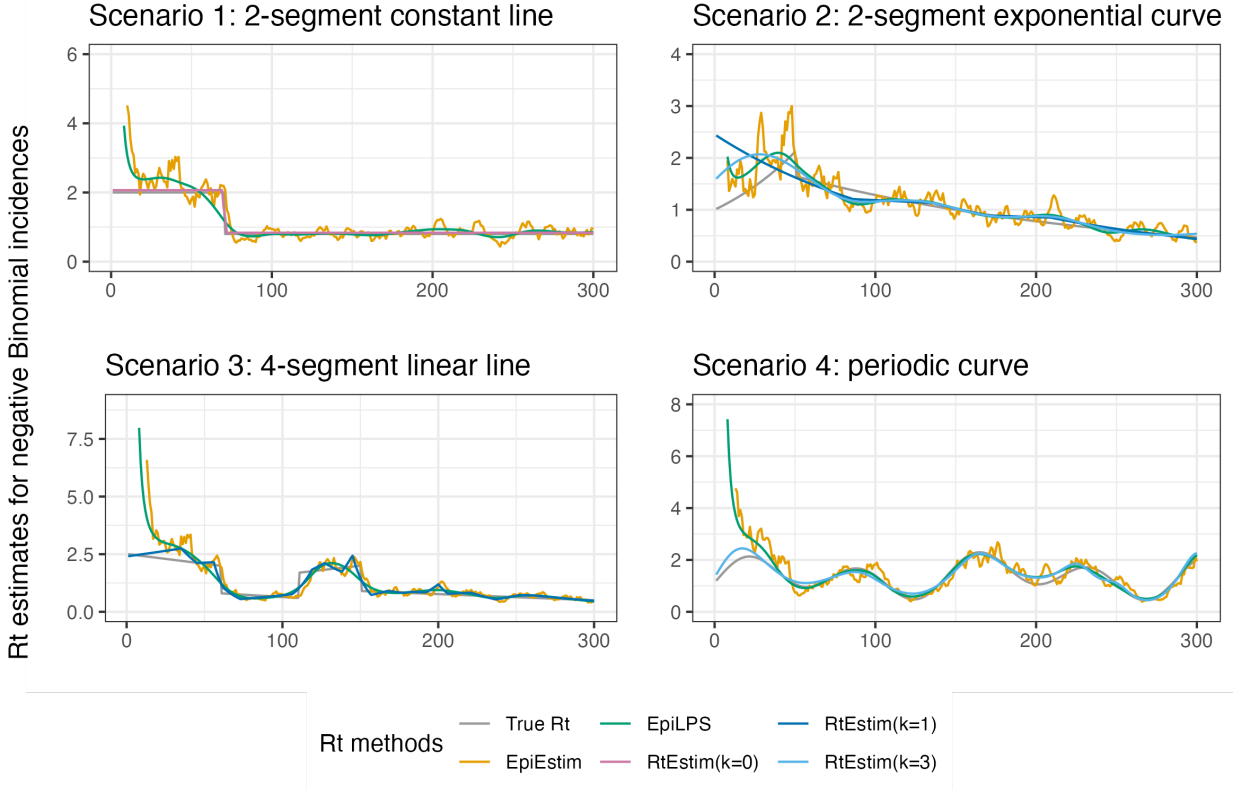 Scenario 1: 2-segment constant line
Scenario 2: 2-segment exponential curve
Rt estimates for negative Binomial incidences
6
4
2
0
0 100 200 300
4
3
2
1
0
0 100 200 300
Scenario 3: 4-segment linear line
Scenario 4: periodic curve
7.5
5.0
2.5
0.0
0 100 200 300
8
6
4
2
0
0 100 200 300
Rt methods
True Rt EpiLPS RtEstim(k=1)
EpiEstim RtEstim(k=0) RtEstim(k=3)